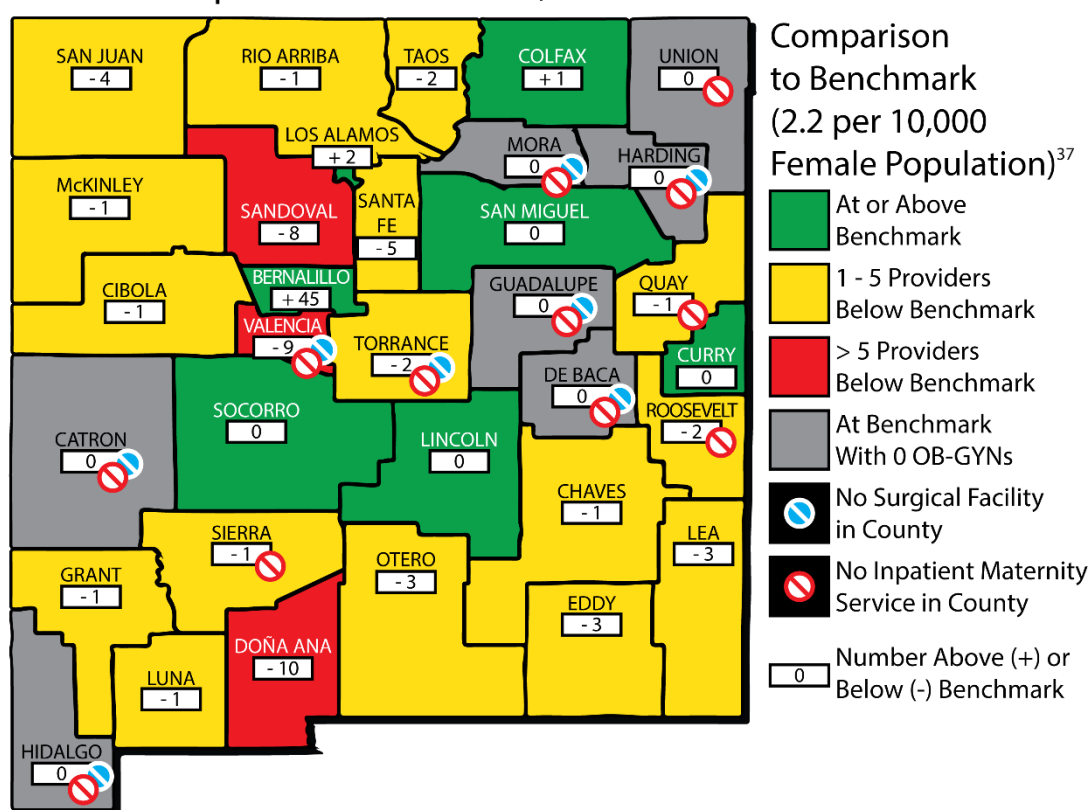 SAN JUAN
- 4
RIO ARRIBA
- 1
TAOS
- 2
COLFAX
+ 1
UNION
0
LOS ALAMOS
+ 2
MORA
0
HARDING
0
McKINLEY
- 1
SANDOVAL
- 8
SANTA
FE
- 5
SAN MIGUEL
0
CIBOLA
- 1
BERNALILLO
+ 45
GUADALUPE
0
QUAY
- 1
VALENCIA
- 9
TORRANCE
- 2
CURRY
0
DE BACA
0
SOCORRO
0
LINCOLN
0
ROOSEVELT
- 2
CATRON
0
CHAVES
- 1
SIERRA
- 1
OTERO
- 3
LEA
- 3
GRANT
- 1
EDDY
- 3
DOÑA ANA
- 10
LUNA
- 1
HIDALGO
0
Comparison
to Benchmark
(2.2 per 10,000
Female Population)37
At or Above
Benchmark
1 - 5 Providers
Below Benchmark
> 5 Providers
Below Benchmark
At Benchmark
With 0 OB-GYNs
No Surgical Facility
in County
No Inpatient Maternity
Service in County
0
Number Above (+) or
Below (-) Benchmark